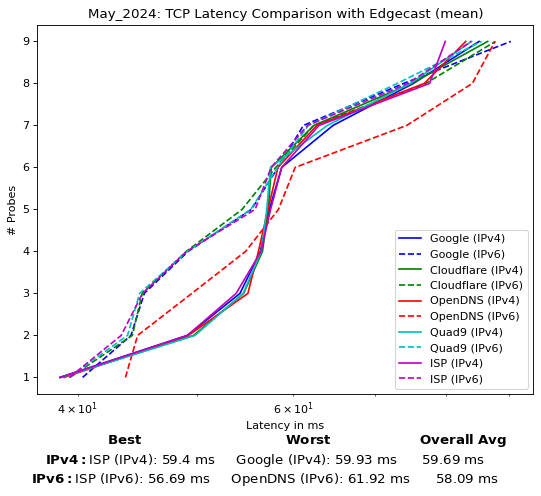 May_2024: TCP Latency Comparison with Edgecast (mean)
# Probes
9
8
7
6
5
4
3
2
1
Google (IPv4)
Google (IPv6)
Cloudflare (IPv4)
Cloudflare (IPv6)
OpenDNS (IPv4)
OpenDNS (IPv6)
Quad9 (IPv4)
Quad9 (IPv6)
ISP (IPv4)
ISP (IPv6)
4 × 10¹ 6 × 10¹
Latency in ms
Best Worst Overall Avg
IPv4: ISP (IPv4): 59.4 ms Google (IPv4): 59.93 ms 59.69 ms
IPv6: ISP (IPv6): 56.69 ms OpenDNS (IPv6): 61.92 ms 58.09 ms